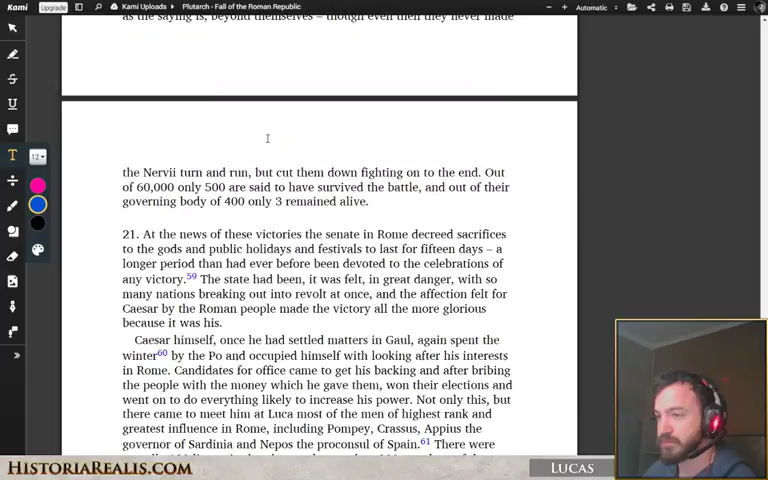 Kami Upgrade Kami Uploads ▸ Plutarch - Fall of the Roman Republic − + Automatic
as the saying is, beyond themselves – though even then they never made
T 12
the Nervii turn and run, but cut them down fighting on to the end. Out
of 60,000 only 500 are said to have survived the battle, and out of their
governing body of 400 only 3 remained alive.
21. At the news of these victories the senate in Rome decreed sacrifices
to the gods and public holidays and festivals to last for fifteen days – a
longer period than had ever before been devoted to the celebrations of
any victory.59 The state had been, it was felt, in great danger, with so
many nations breaking out into revolt at once, and the affection felt for
Caesar by the Roman people made the victory all the more glorious
because it was his.
Caesar himself, once he had settled matters in Gaul, again spent the
winter60 by the Po and occupied himself with looking after his interests
in Rome. Candidates for office came to get his backing and after bribing
the people with the money which he gave them, won their elections and
went on to do everything likely to increase his power. Not only this, but
there came to meet him at Luca most of the men of highest rank and
greatest influence in Rome, including Pompey, Crassus, Appius the
governor of Sardinia and Nepos the proconsul of Spain.61 There were
HISTORIAREALIS.COM
LUCAS